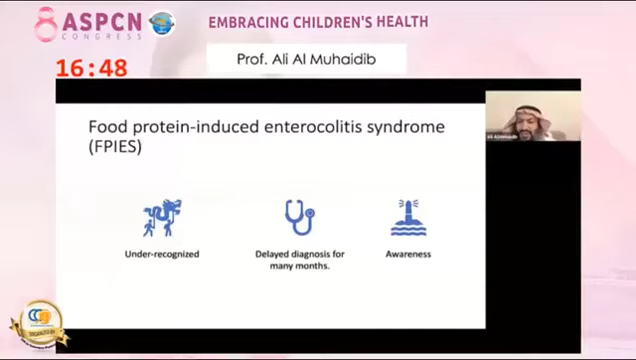 8 ASPCN
CONGRESS
EMBRACING CHILDREN'S HEALTH
Prof. Ali Al Muhaidib
16:48
Food protein-induced enterocolitis syndrome
(FPIES)
Under-recognized
Delayed diagnosis for
many months.
Awareness